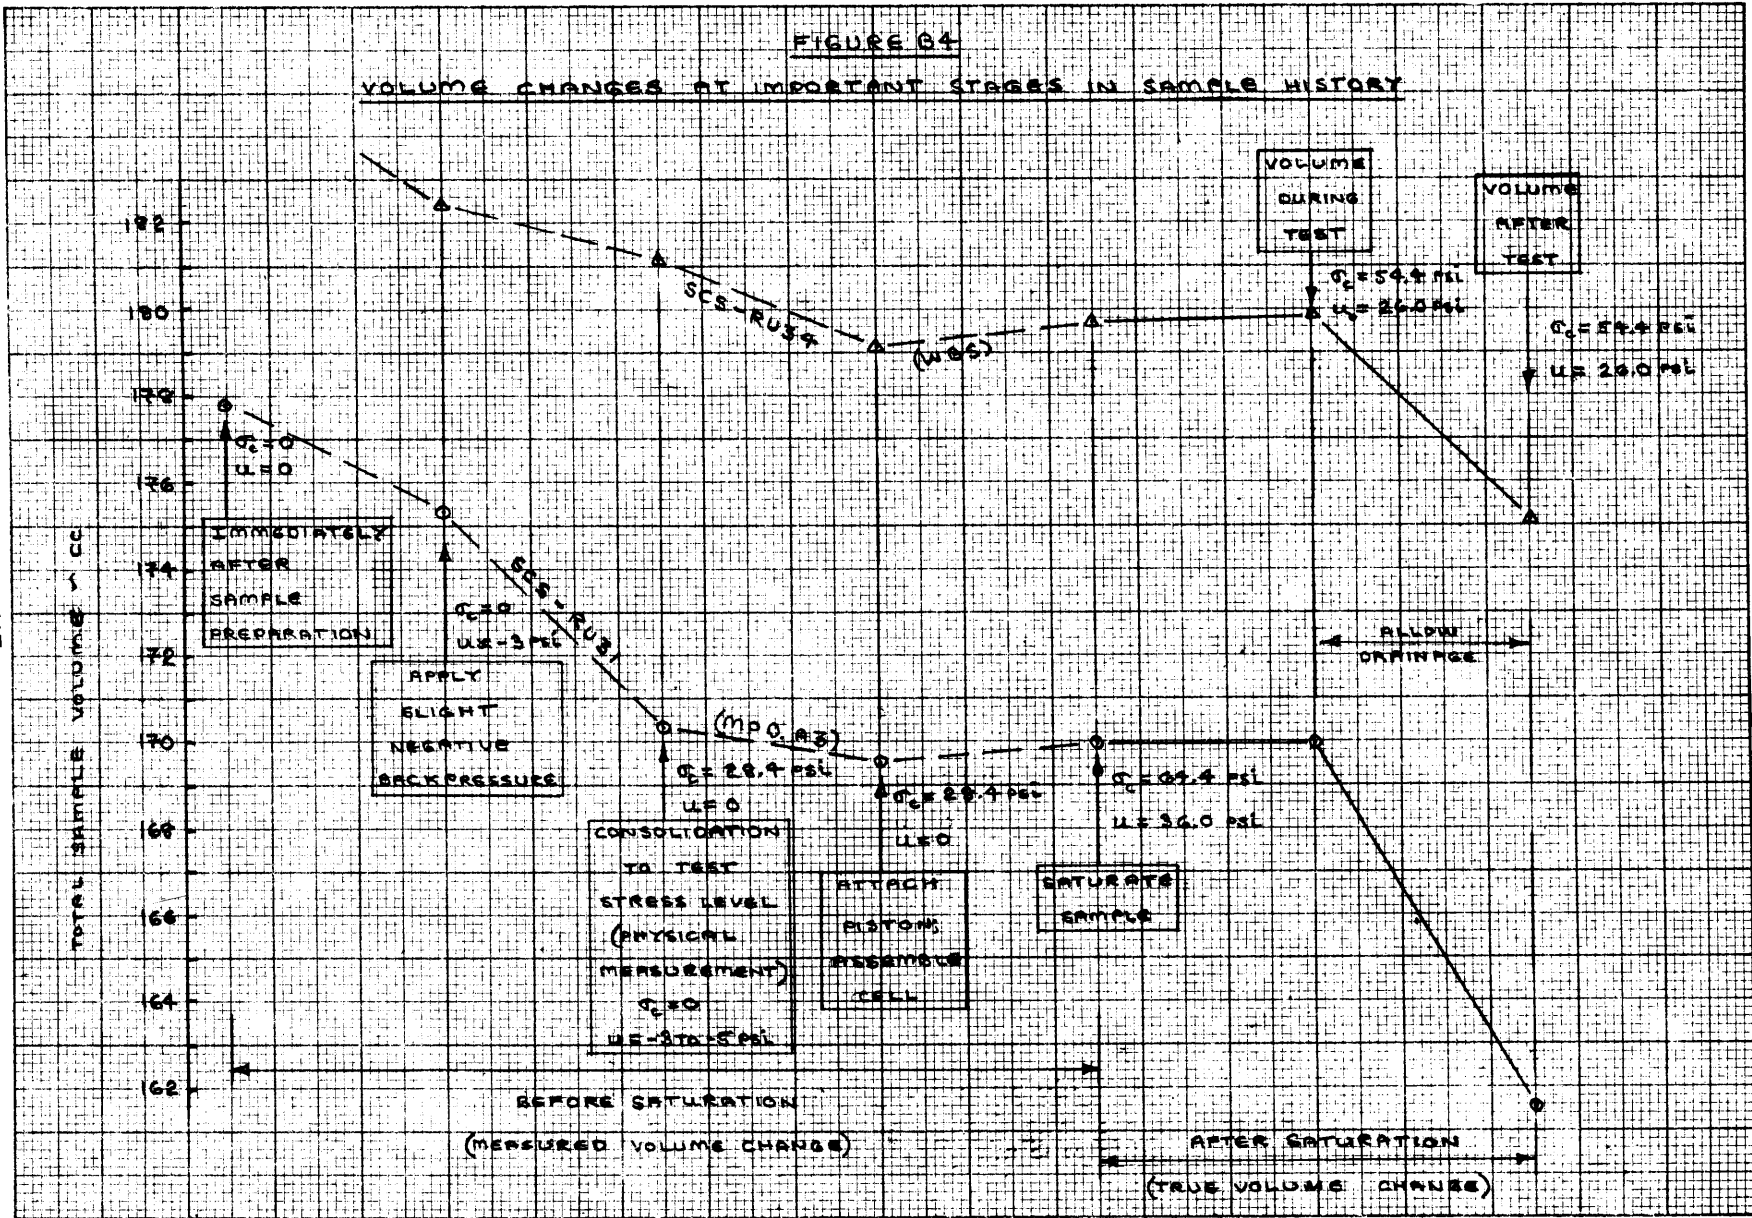 FIGURE B4
VOLUME CHANGES AT IMPORTANT STAGES IN SAMPLE HISTORY
VOLUME
DURING
TEST
VOLUME
AFTER
TEST
182
180
178
176
174
172
170
168
166
164
162
TOTAL SAMPLE VOLUME ~ CC
SCS-RU34
(WBS)
σc = 54.4 psi
u = 26.0 psi
σc = 54.4 psi
u = 26.0 psi
σc = 0
u = 0
IMMEDIATELY
AFTER
SAMPLE
PREPARATION
SCS-RU31
σc = 0
u = -3 psi
APPLY
SLIGHT
NEGATIVE
BACK PRESSURE
ALLOW
DRAINAGE
(MPO. A3)
σc = 28.4 psi
u = 0
σc = 28.4 psi
u = 0
σc = 64.4 psi
u = 36.0 psi
CONSOLIDATION
TO TEST
STRESS LEVEL
(PHYSICAL
MEASUREMENT)
σc = 0
u = -3 TO -5 psi
ATTACH
PISTON;
ASSEMBLE
CELL
SATURATE
SAMPLE
BEFORE SATURATION
(MEASURED VOLUME CHANGE)
AFTER SATURATION
(TRUE VOLUME CHANGE)